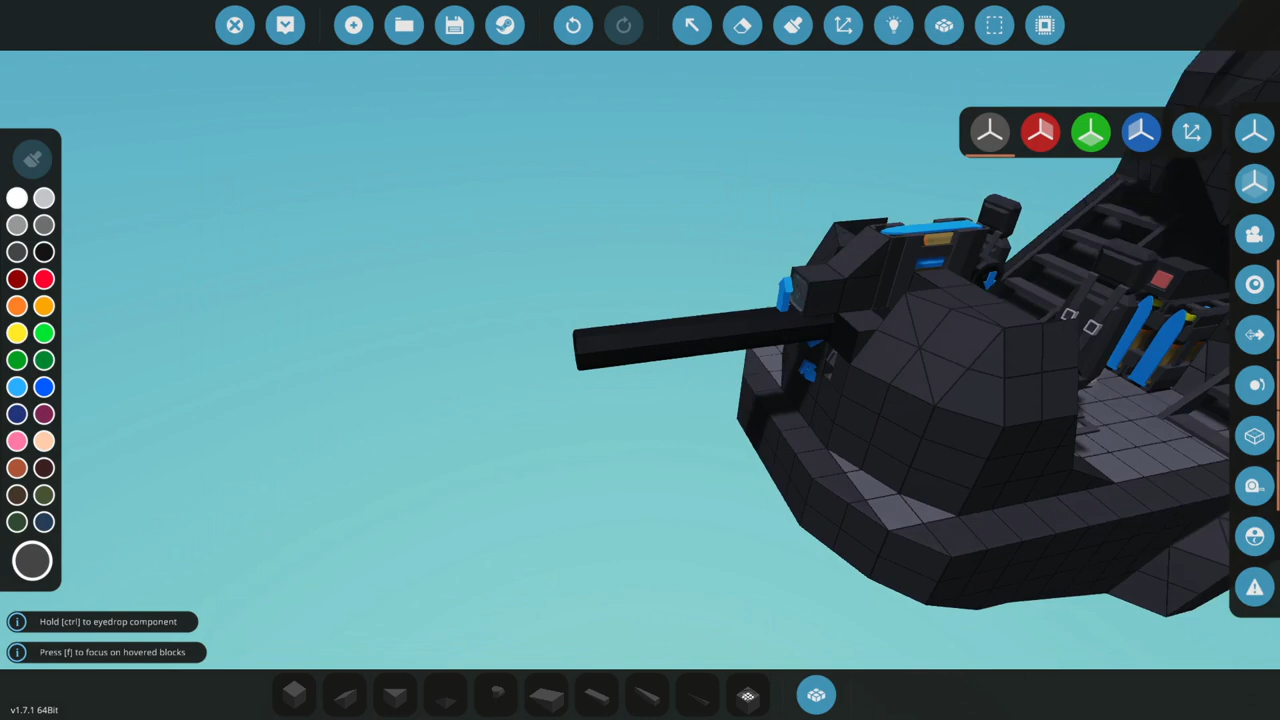 Hold [ctrl] to eyedrop component
Press [f] to focus on hovered blocks
v1.7.1 64Bit